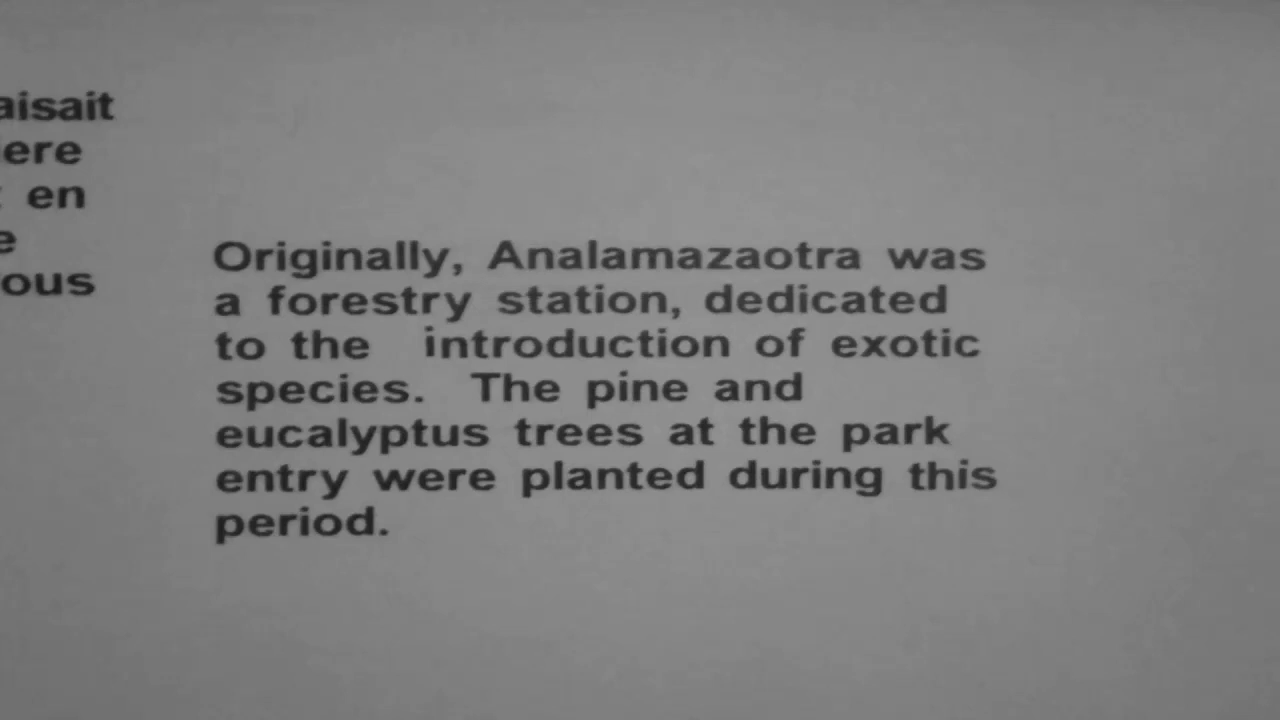 en
Originally, Analamazaotra was
a forestry station, dedicated
to the introduction of exotic
species. The pine and
eucalyptus trees at the park
entry were planted during this
period.